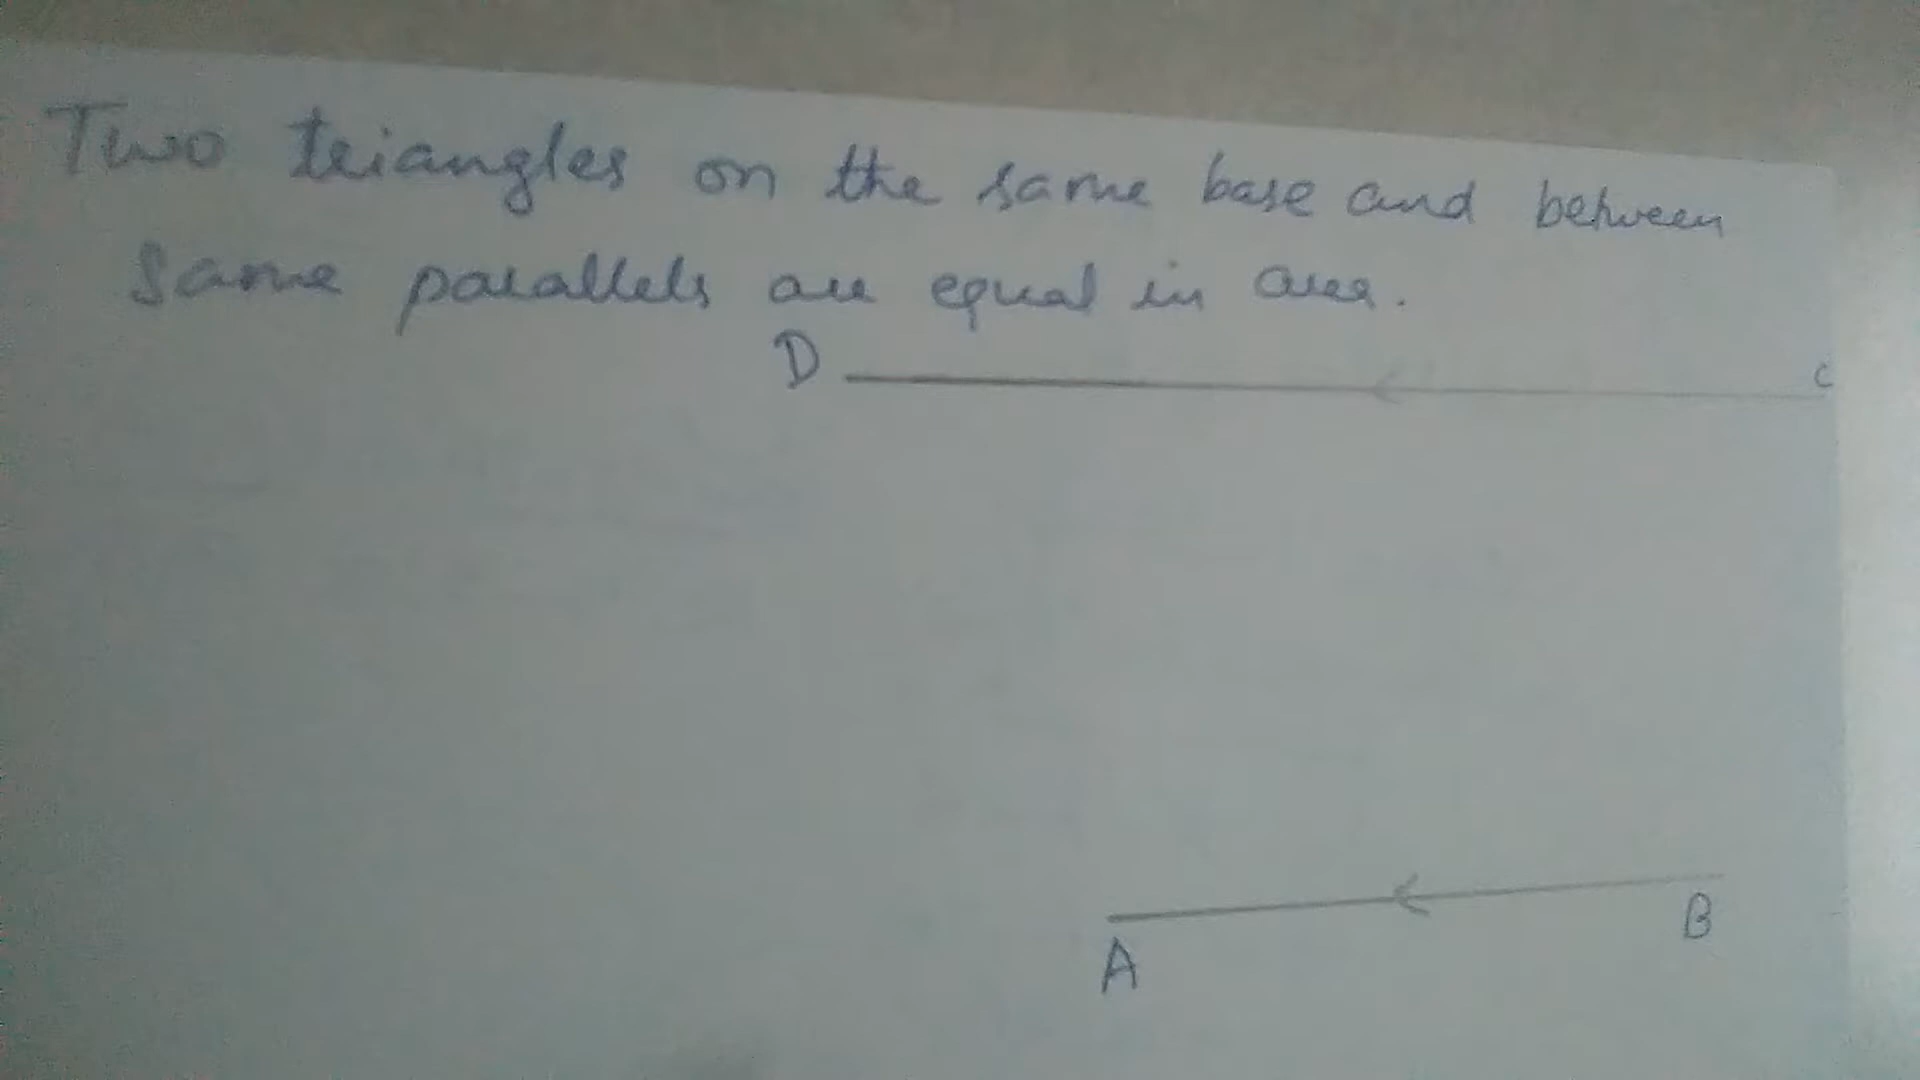 Two triangles on the same base and between
same parallels are equal in area.
D C
A B